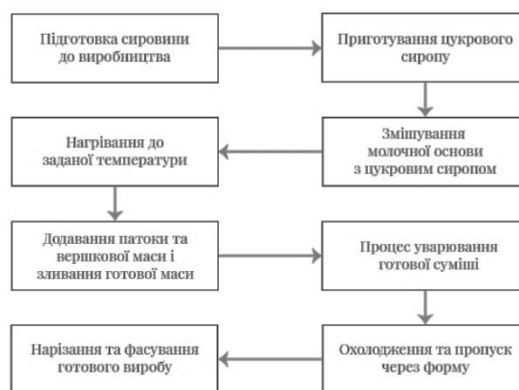 Підготовка сировини
до виробництва
Приготування цукрового
сиропу
Змішування
молочної основи
з цукровим сиропом
Нагрівання до
заданої температури
Додавання патоки та
вершкової маси і
зливання готової маси
Процес уварювання
готової суміші
Охолодження та пропуск
через форму
Нарізання та фасування
готового виробу